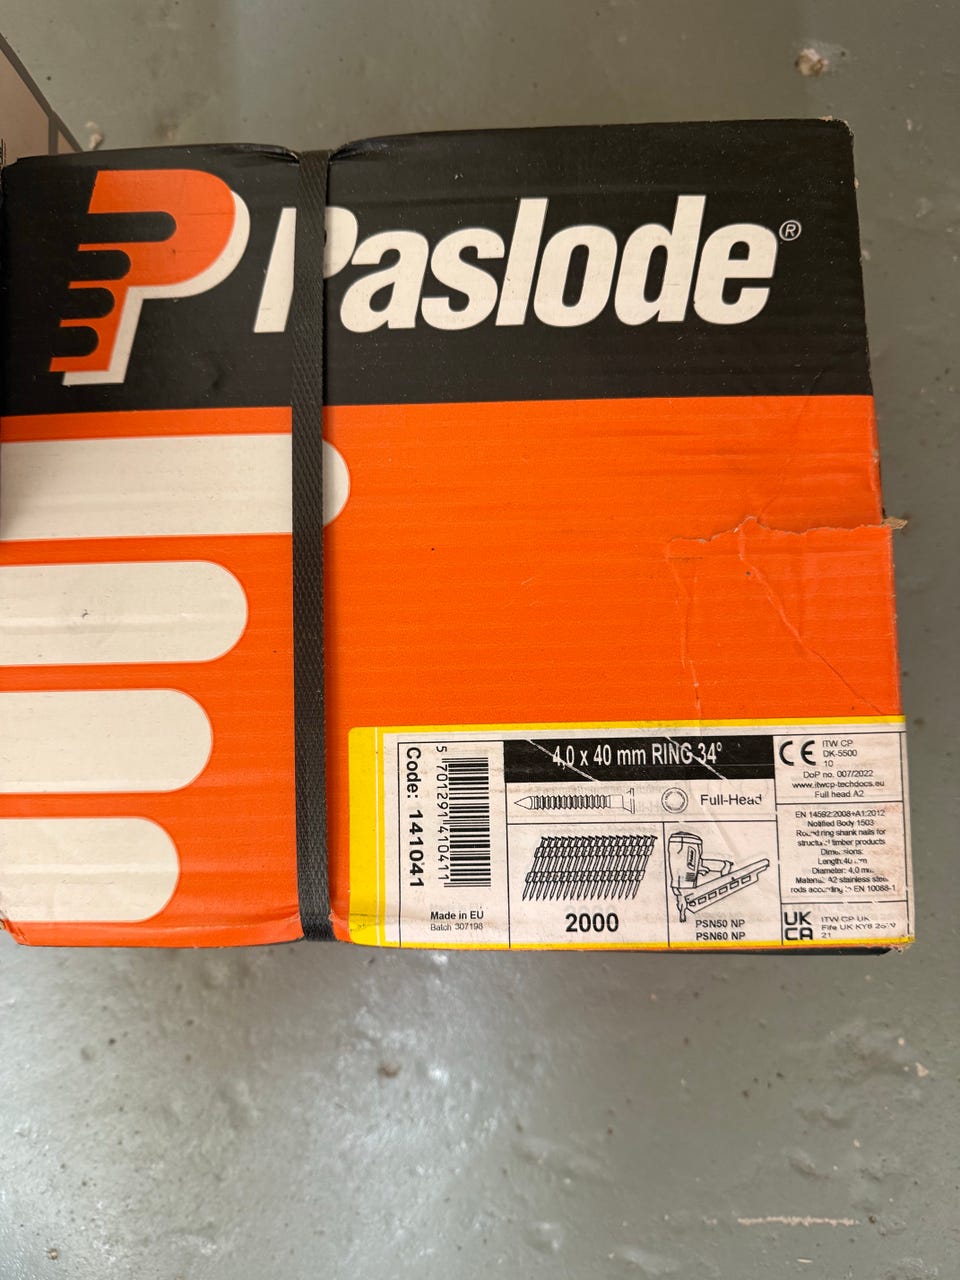 Paslode®
Code: 141041
5 701291 410411
Made in EU
Batch 307198
4,0 x 40 mm RING 34°
Full-Head
2000
PSN50 NP
PSN60 NP
CE
ITW CP
DK-5500
10
DoP no. 007/2022
www.itwcp-techdocs.eu
Full head A2
EN 14592:2008+A1:2012
Notified Body 1503
Round ring shank nails for
structural timber products
Dimensions:
Length:40 mm
Diameter: 4,0 mm
Material: A2 stainless steel
rods according to EN 10088-1
UK
CA
ITW CP UK
Fife UK KY6
21